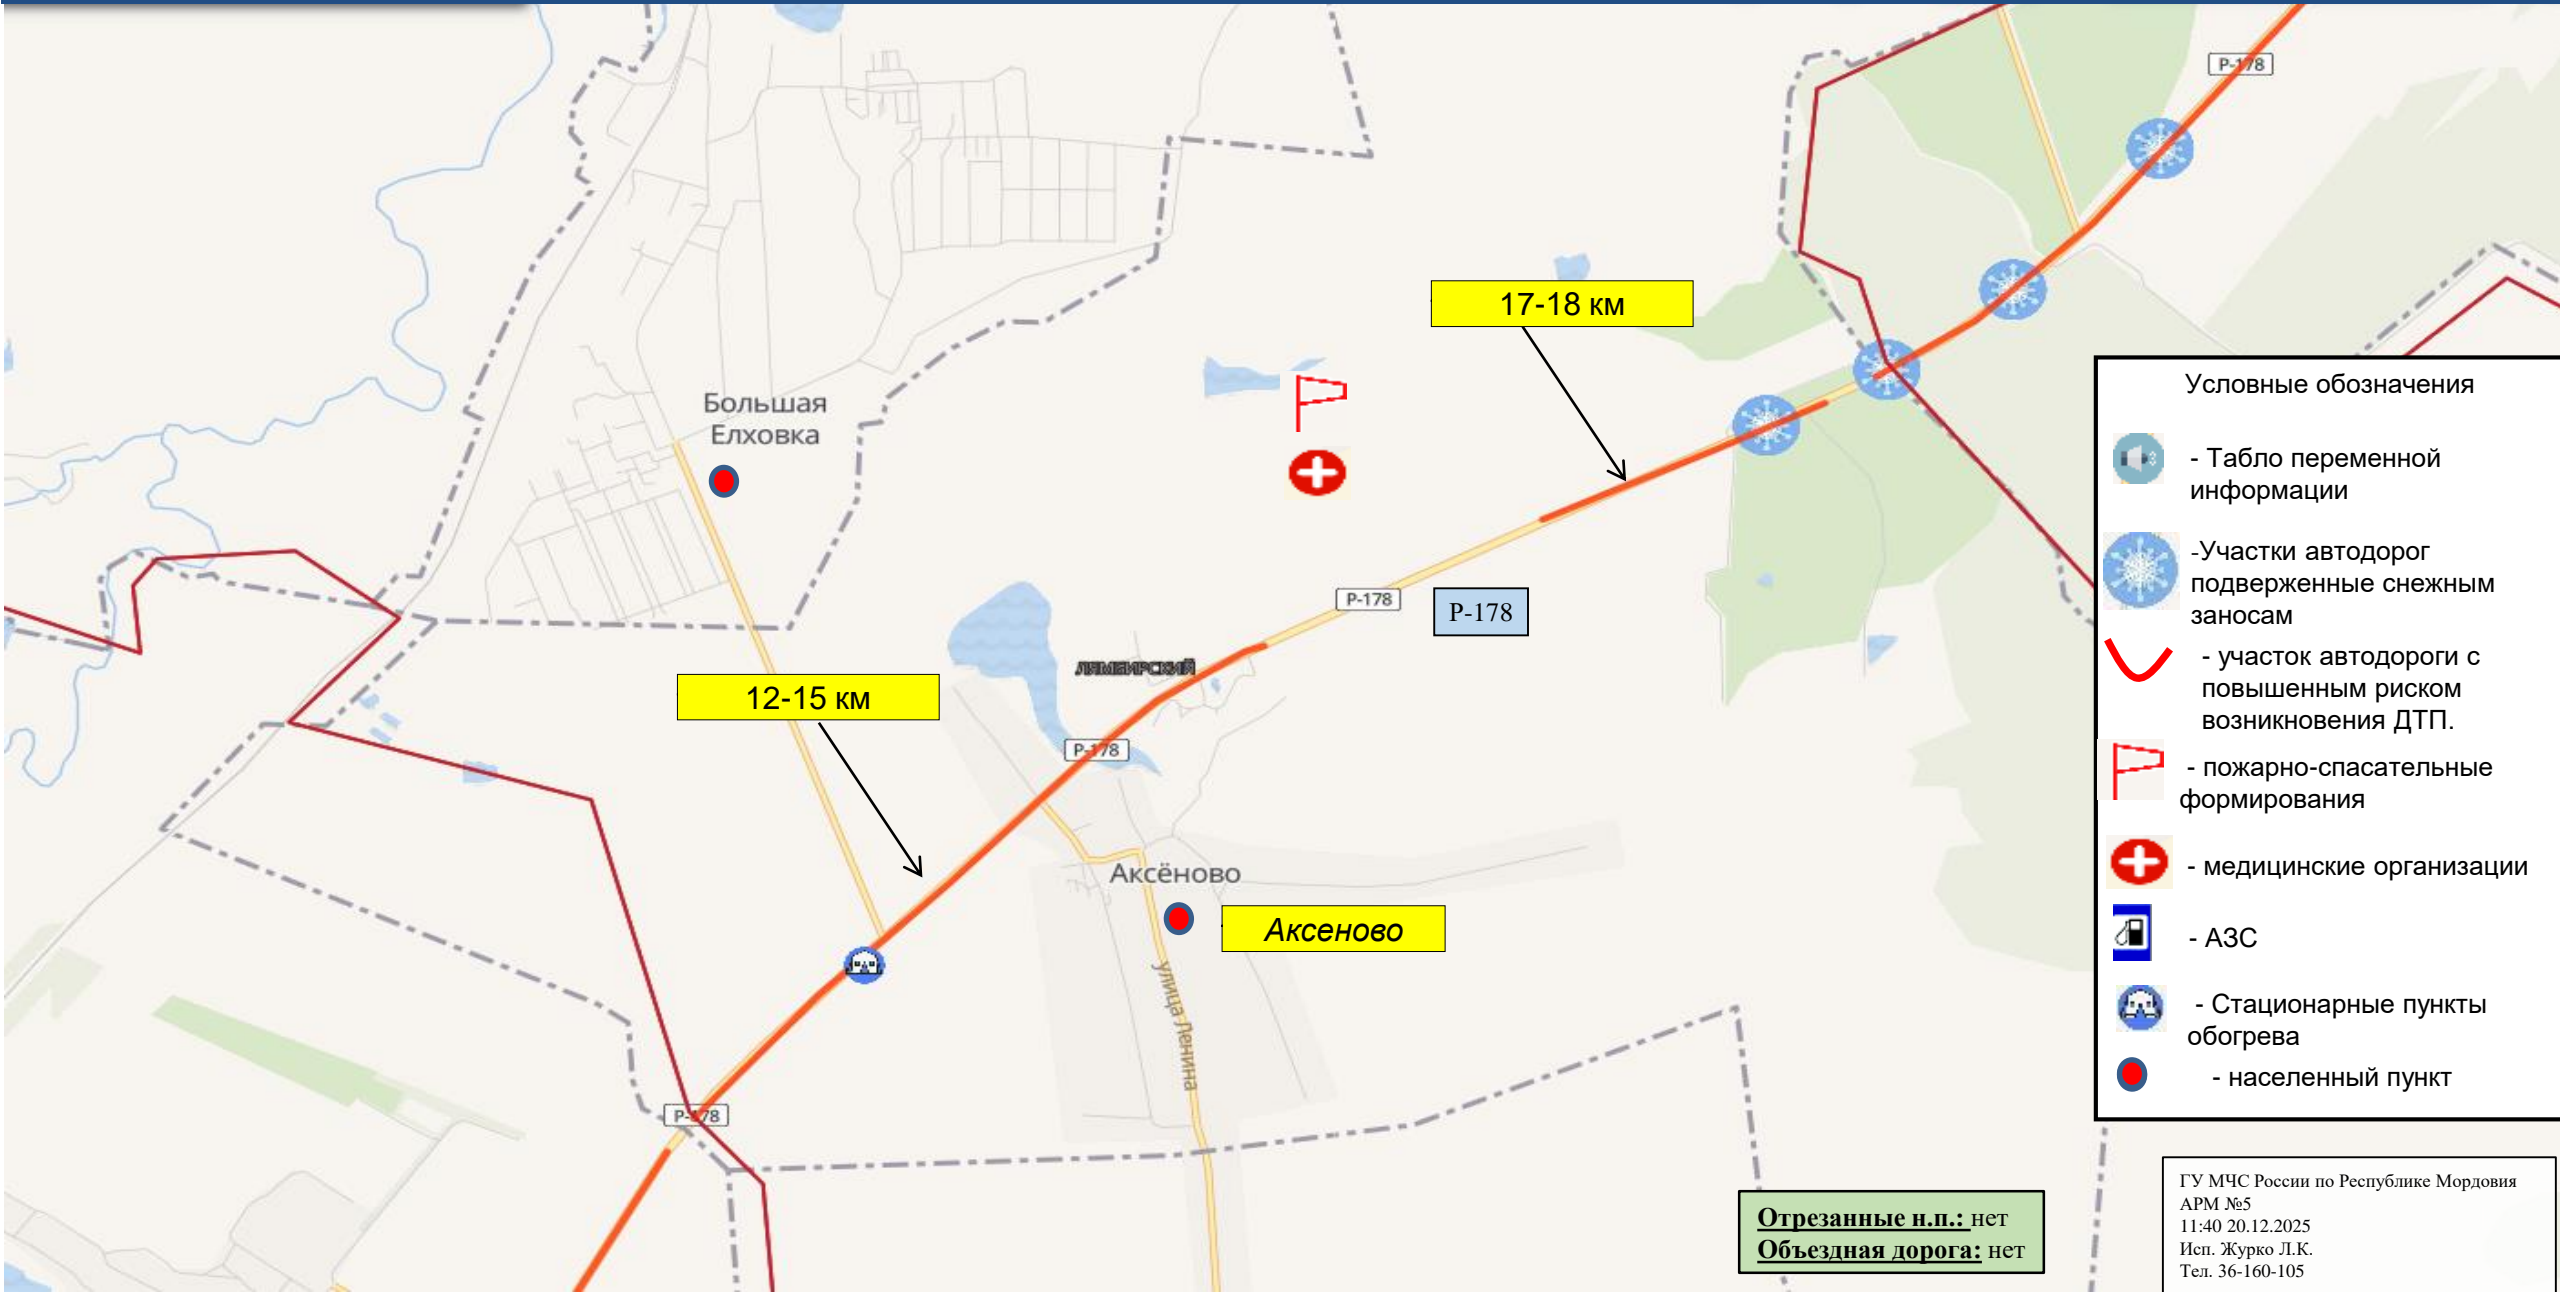 Р-178
17-18 км
Большая
Елховка
Р-178
Р-178
ЛЯМБИРСКИЙ
12-15 км
Р-178
Аксёново
Аксеново
улица Ленина
Р-178
Условные обозначения
- Табло переменной
информации
-Участки автодорог
подверженные снежным
заносам
- участок автодороги с
повышенным риском
возникновения ДТП.
- пожарно-спасательные
формирования
- медицинские организации
- АЗС
- Стационарные пункты
обогрева
- населенный пункт
Отрезанные н.п.: нет
Объездная дорога: нет
ГУ МЧС России по Республике Мордовия
АРМ №5
11:40 20.12.2025
Исп. Журко Л.К.
Тел. 36-160-105